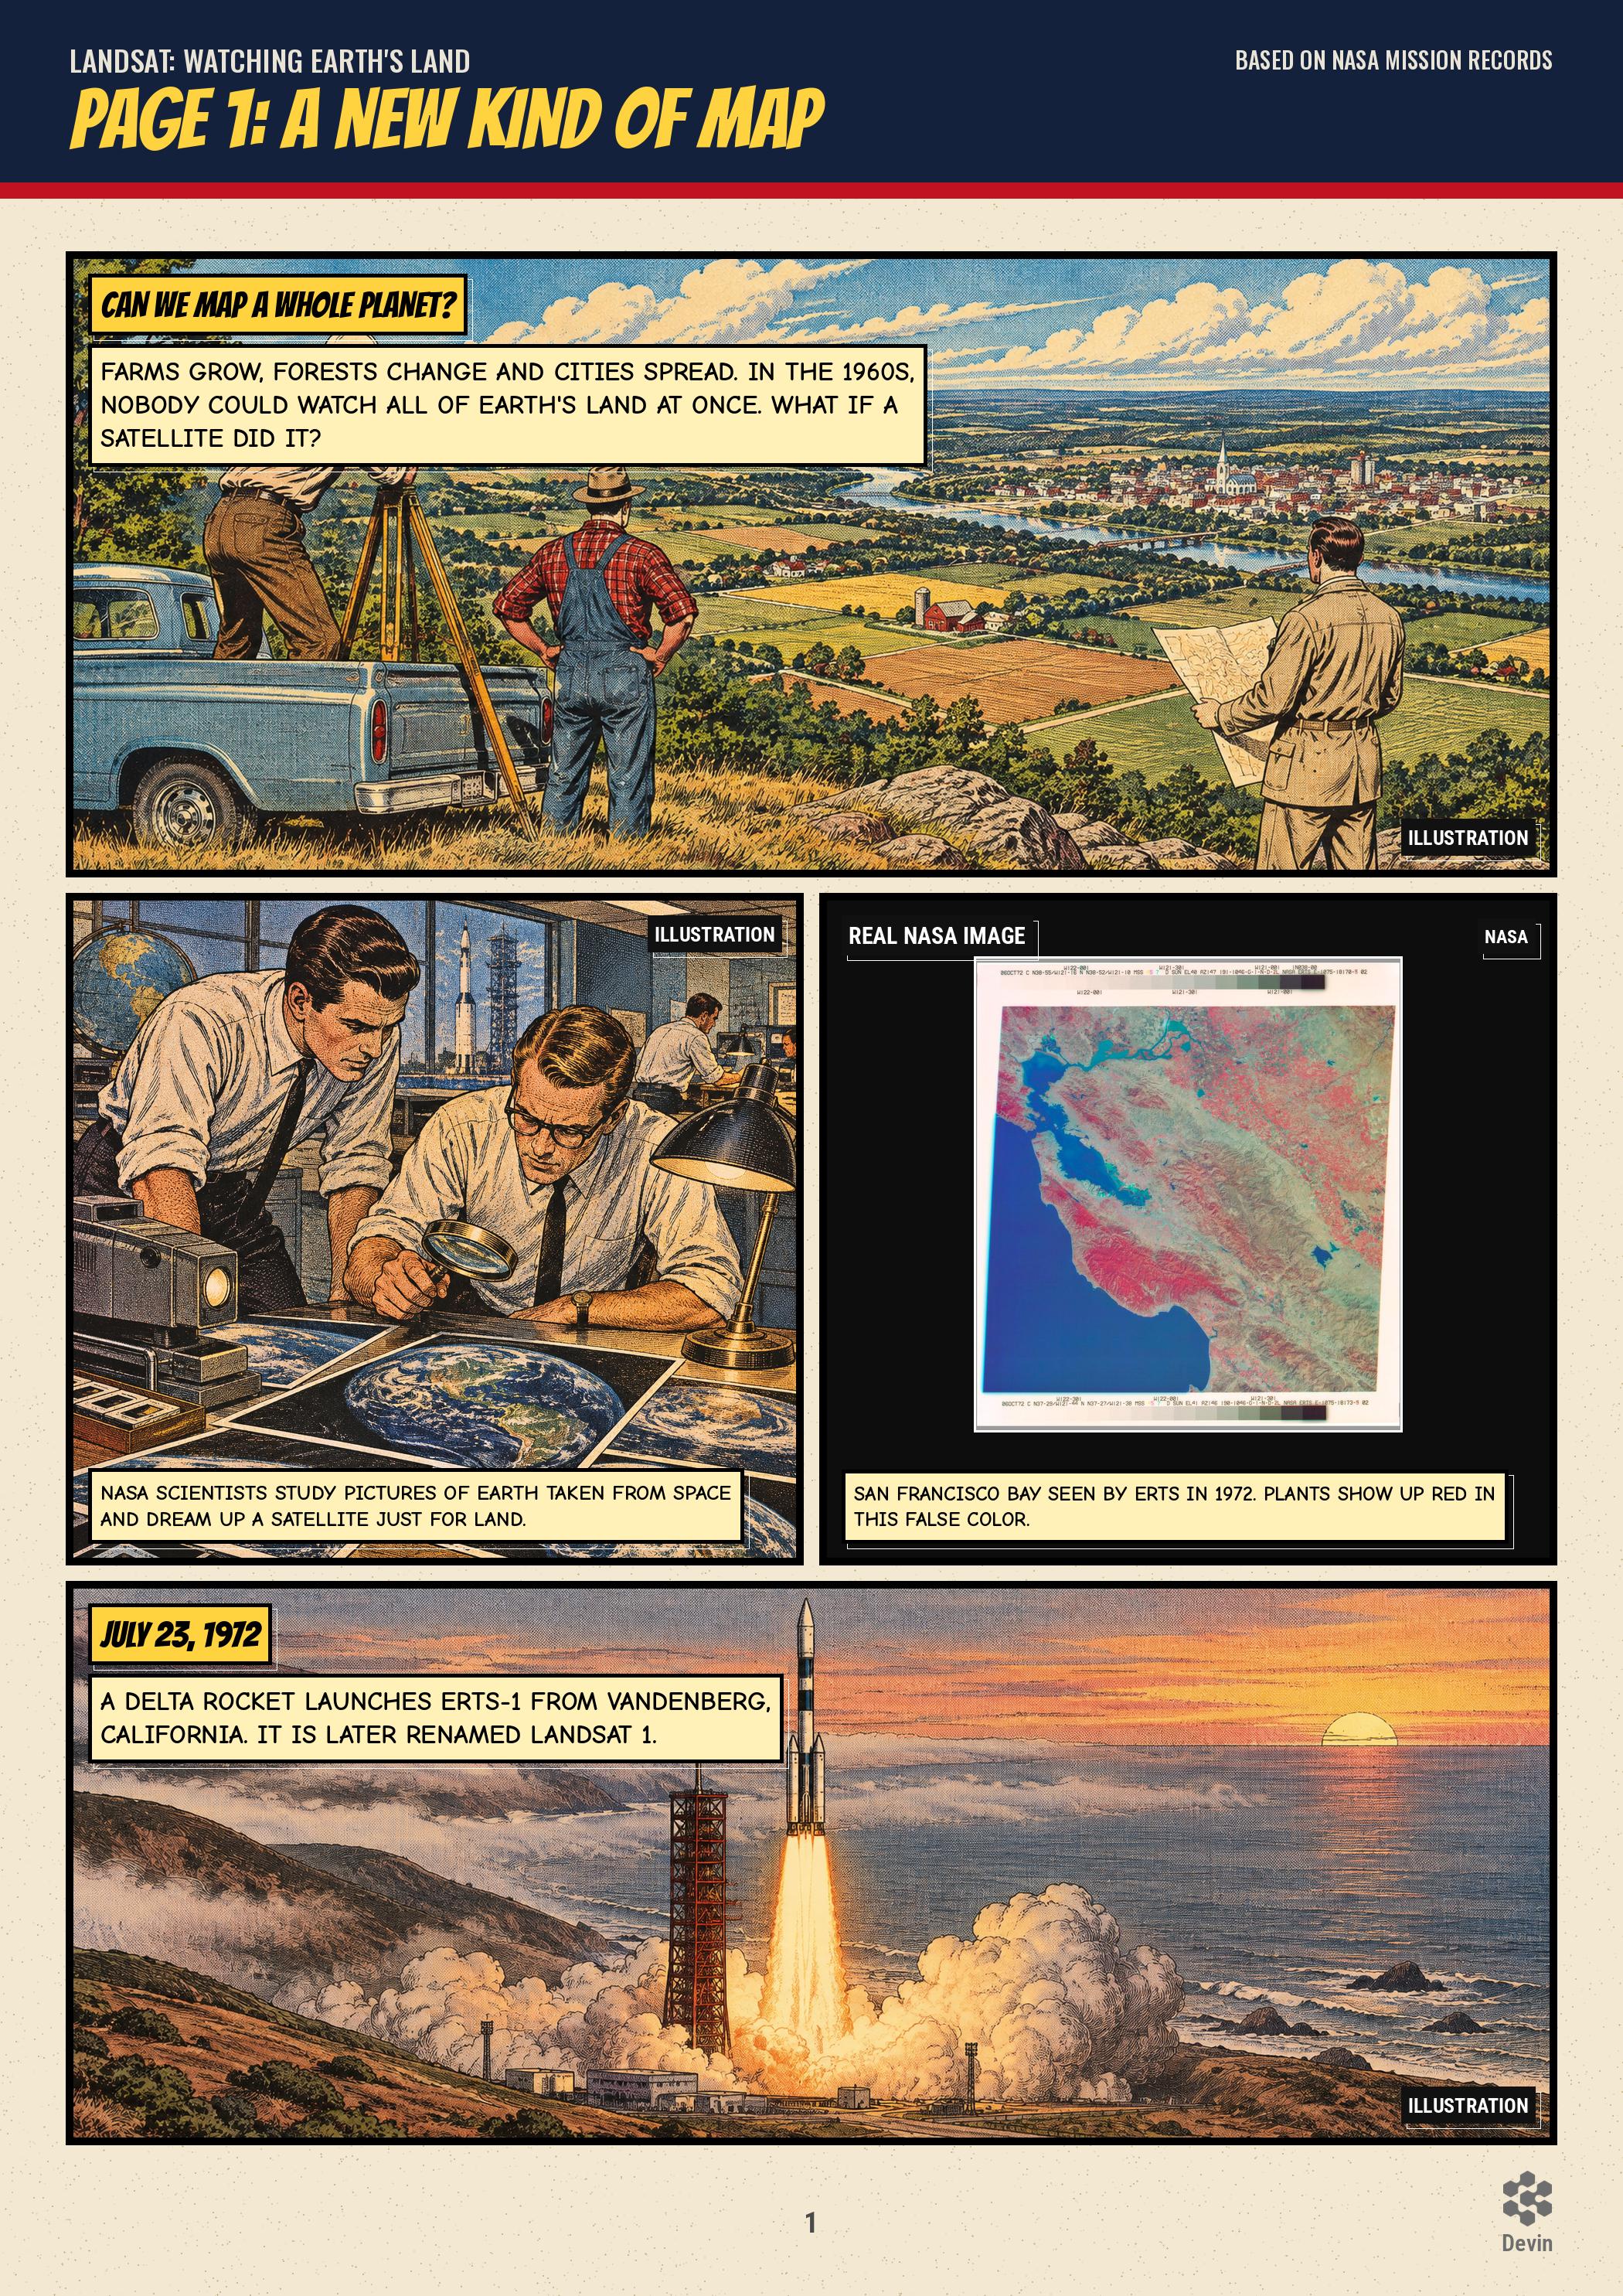 LANDSAT: WATCHING EARTH'S LAND
BASED ON NASA MISSION RECORDS
PAGE 1: A NEW KIND OF MAP
CAN WE MAP A WHOLE PLANET?
FARMS GROW, FORESTS CHANGE AND CITIES SPREAD. IN THE 1960S,
NOBODY COULD WATCH ALL OF EARTH'S LAND AT ONCE. WHAT IF A
SATELLITE DID IT?
ILLUSTRATION
ILLUSTRATION
NASA SCIENTISTS STUDY PICTURES OF EARTH TAKEN FROM SPACE
AND DREAM UP A SATELLITE JUST FOR LAND.
REAL NASA IMAGE
NASA
SAN FRANCISCO BAY SEEN BY ERTS IN 1972. PLANTS SHOW UP RED IN
THIS FALSE COLOR.
JULY 23, 1972
A DELTA ROCKET LAUNCHES ERTS-1 FROM VANDENBERG,
CALIFORNIA. IT IS LATER RENAMED LANDSAT 1.
ILLUSTRATION
1
Devin